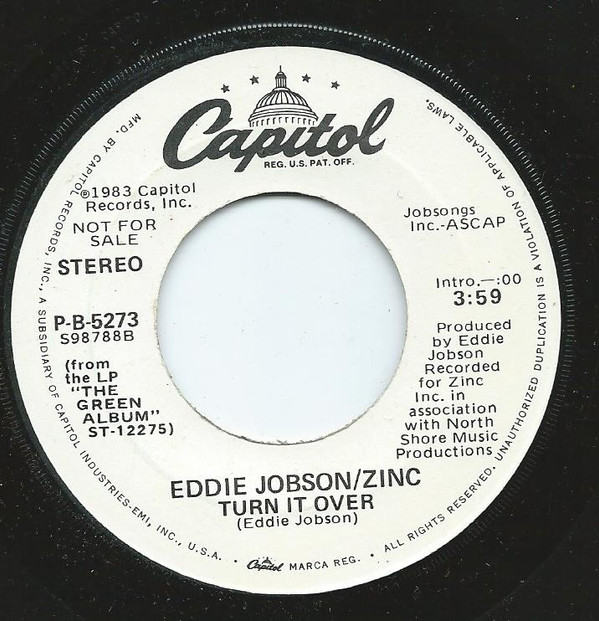 Capitol
REG. U.S. PAT. OFF.
℗1983 Capitol
Records, Inc.
NOT FOR
SALE
STEREO
P-B-5273
S98788B
(from
the LP
"THE
GREEN
ALBUM"
ST-12275)
Jobsongs
Inc.-ASCAP
Intro.—:00
3:59
Produced
by Eddie
Jobson
Recorded
for Zinc
Inc. in
association
with North
Shore Music
Productions
EDDIE JOBSON/ZINC
TURN IT OVER
(Eddie Jobson)
MFD. BY CAPITOL RECORDS, INC., A SUBSIDIARY OF CAPITOL INDUSTRIES-EMI, INC., U.S.A. • Capitol MARCA REG. • ALL RIGHTS RESERVED. UNAUTHORIZED DUPLICATION IS A VIOLATION OF APPLICABLE LAWS.